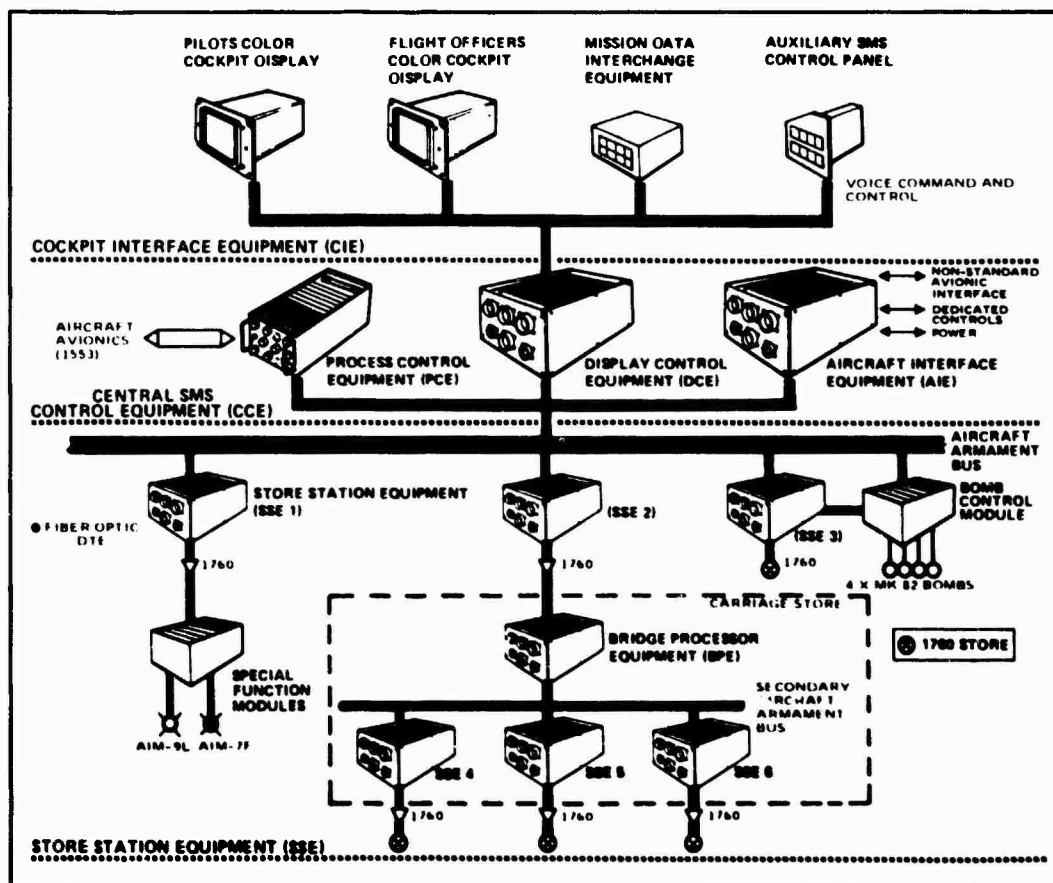 PILOTS COLOR
COCKPIT DISPLAY
FLIGHT OFFICERS
COLOR COCKPIT
DISPLAY
MISSION DATA
INTERCHANGE
EQUIPMENT
AUXILIARY SMS
CONTROL PANEL
VOICE COMMAND AND
CONTROL
COCKPIT INTERFACE EQUIPMENT (CIE)
AIRCRAFT
AVIONICS
(1553)
PROCESS CONTROL
EQUIPMENT (PCE)
DISPLAY CONTROL
EQUIPMENT (DCE)
AIRCRAFT INTERFACE
EQUIPMENT (AIE)
NON-STANDARD
AVIONIC
INTERFACE
DEDICATED
CONTROLS
POWER
CENTRAL SMS
CONTROL EQUIPMENT (CCE)
AIRCRAFT
ARMAMENT
BUS
STORE STATION EQUIPMENT
(SSE 1)
(SSE 2)
(SSE 3)
BOMB
CONTROL
MODULE
● FIBER OPTIC
DTE
1760
1760
1760
4 X MK 82 BOMBS
CARRIAGE STORE
BRIDGE PROCESSOR
EQUIPMENT (BPE)
1760 STORE
SPECIAL
FUNCTION
MODULES
SECONDARY
AIRCRAFT
ARMAMENT
BUS
AIM-9L
AIM-7F
SSE 4
SSE 5
SSE 6
1760
1760
1760
STORE STATION EQUIPMENT (SSE)